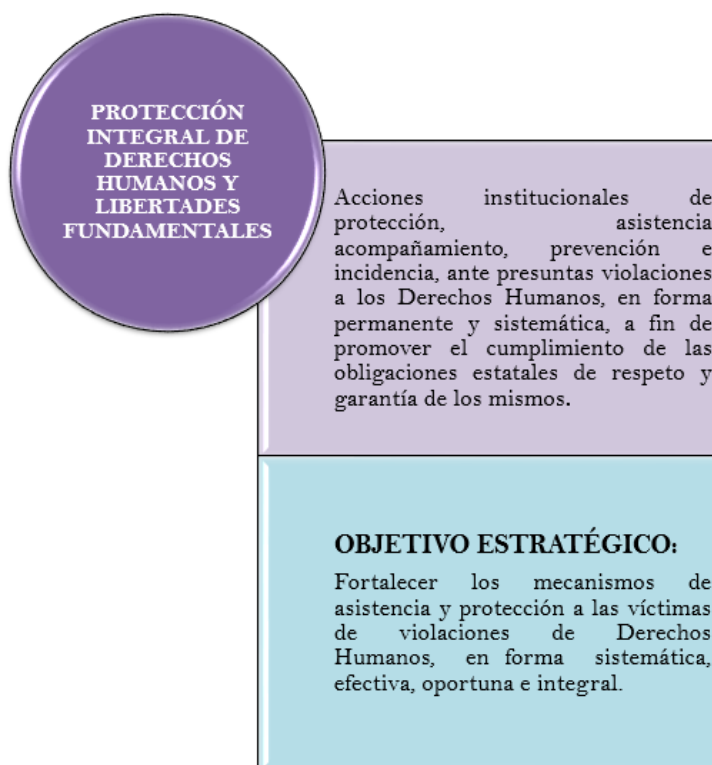 PROTECCIÓN
INTEGRAL DE
DERECHOS
HUMANOS Y
LIBERTADES
FUNDAMENTALES
Acciones institucionales de
protección, asistencia
acompañamiento, prevención e
incidencia, ante presuntas violaciones
a los Derechos Humanos, en forma
permanente y sistemática, a fin de
promover el cumplimiento de las
obligaciones estatales de respeto y
garantía de los mismos.
OBJETIVO ESTRATÉGICO:
Fortalecer los mecanismos de
asistencia y protección a las víctimas
de violaciones de Derechos
Humanos, en forma sistemática,
efectiva, oportuna e integral.